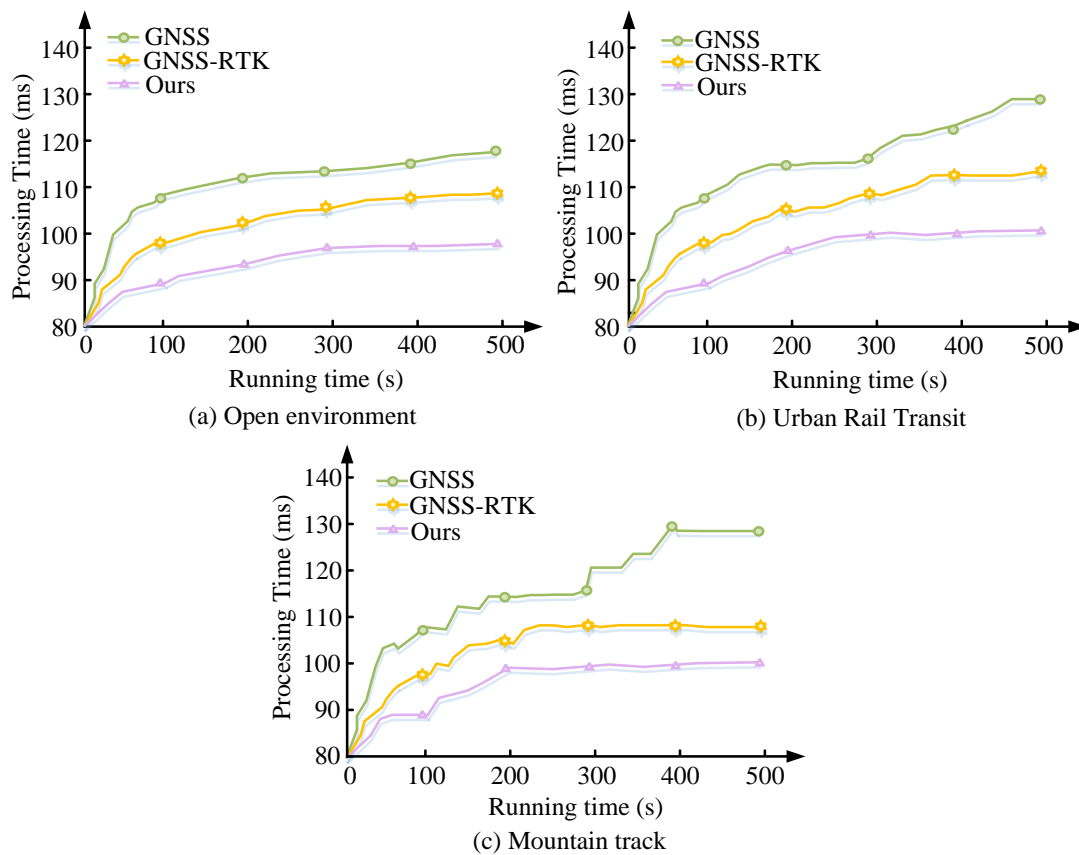 140
130
120
110
100
90
80
Processing Time (ms)
GNSS
GNSS-RTK
Ours
0 100 200 300 400 500
Running time (s)
(a) Open environment
140
130
120
110
100
90
80
Processing Time (ms)
GNSS
GNSS-RTK
Ours
0 100 200 300 400 500
Running time (s)
(b) Urban Rail Transit
140
130
120
110
100
90
80
Processing Time (ms)
GNSS
GNSS-RTK
Ours
0 100 200 300 400 500
Running time (s)
(c) Mountain track